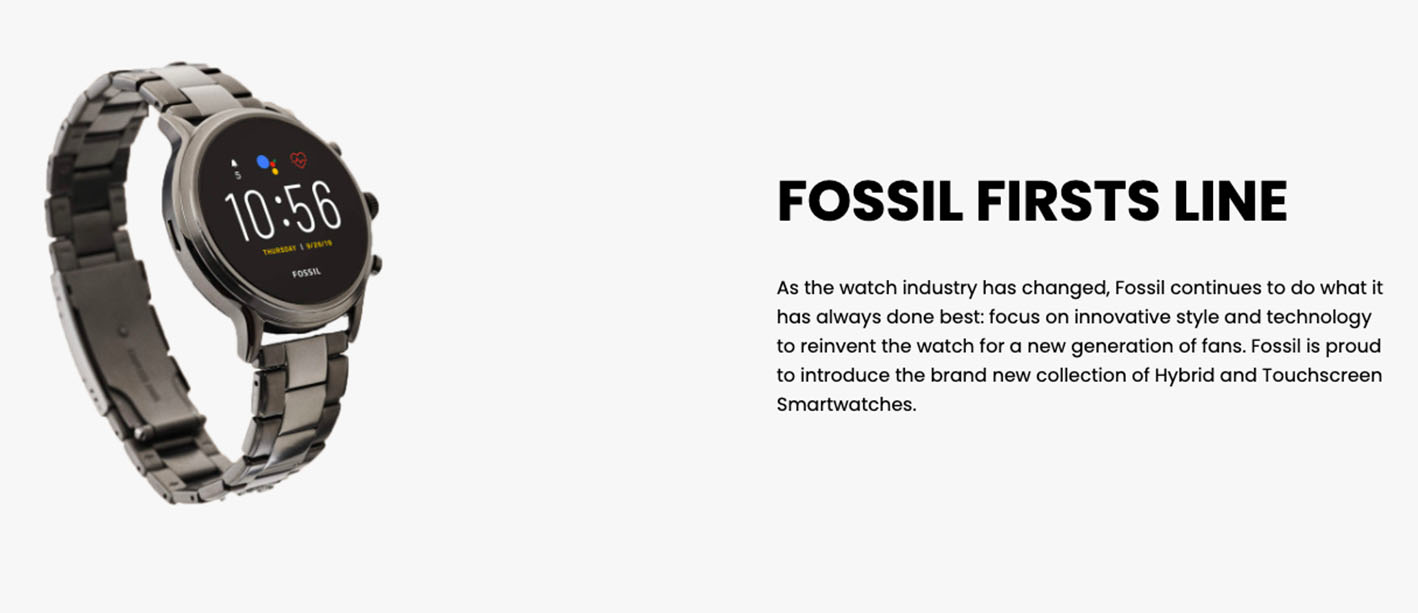 5
10:56
THURSDAY | 9/26/19
FOSSIL
FOSSIL FIRSTS LINE
As the watch industry has changed, Fossil continues to do what it
has always done best: focus on innovative style and technology
to reinvent the watch for a new generation of fans. Fossil is proud
to introduce the brand new collection of Hybrid and Touchscreen
Smartwatches.